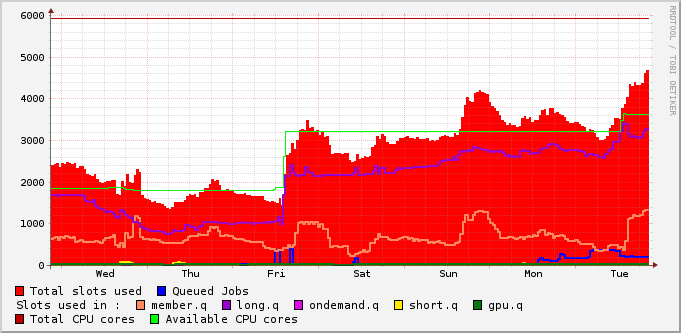 6000
5000
4000
3000
2000
1000
0
Wed Thu Fri Sat Sun Mon Tue
RRDTOOL / TOBI OETIKER
Total slots used Queued Jobs
Slots used in : member.q long.q ondemand.q short.q gpu.q
Total CPU cores Available CPU cores